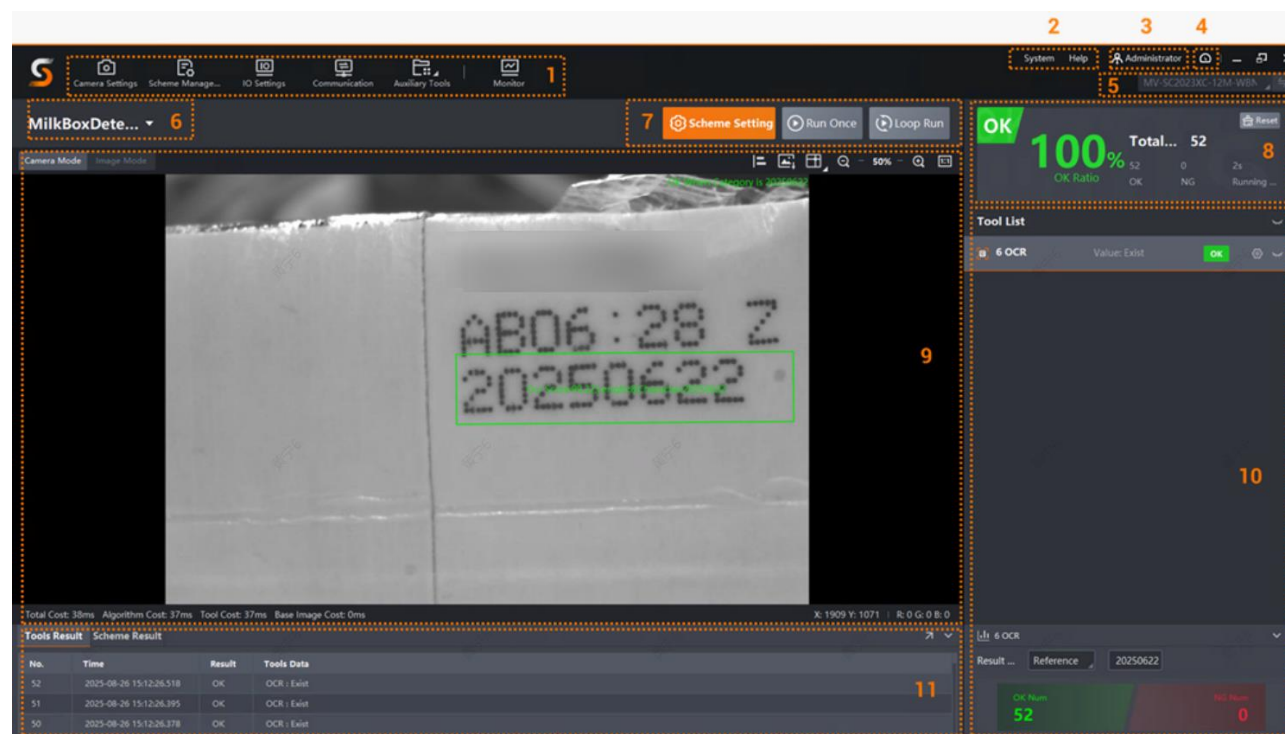 2 3 4
System Help Administrator
Camera Settings Scheme Manage... IO Settings Communication Auxiliary Tools Monitor 1
5 MV-SC2023XC-12M-WBN
MilkBoxDete... 6
7 Scheme Setting Run Once Loop Run
OK 100% OK Ratio
Total... 52 Reset
52 0 2s 8
OK NG Running ...
Camera Mode Image Mode 50% 1:1
Tool List
6 OCR Value: Exist OK
AB06:28 Z
20250622
9
10
Total Cost: 38ms Algorithm Cost: 37ms Tool Cost: 37ms Base Image Cost: 0ms X: 1909 Y: 1071 R: 0 G: 0 B: 0
Tools Result Scheme Result
No. Time Result Tools Data
52 2025-08-26 15:12:26.518 OK OCR : Exist
51 2025-08-26 15:12:26.395 OK OCR : Exist
50 2025-08-26 15:12:26.378 OK OCR : Exist
11
6 OCR
Result ... Reference 20250622
OK Num NG Num
52 0